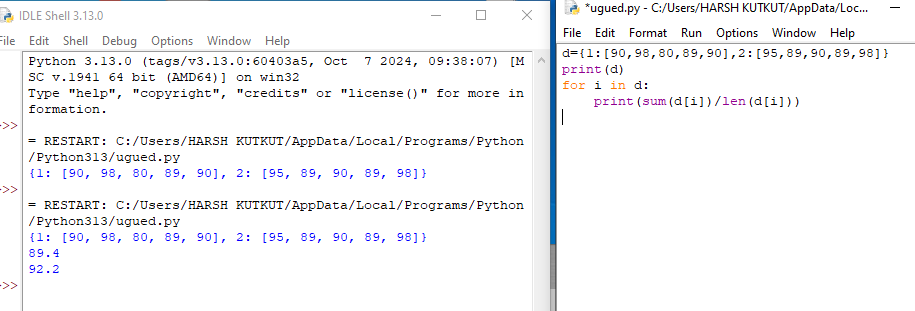 IDLE Shell 3.13.0
File Edit Shell Debug Options Window Help
Python 3.13.0 (tags/v3.13.0:60403a5, Oct  7 2024, 09:38:07) [M
SC v.1941 64 bit (AMD64)] on win32
Type "help", "copyright", "credits" or "license()" for more in
formation.
>>>
= RESTART: C:/Users/HARSH KUTKUT/AppData/Local/Programs/Python
/Python313/ugued.py
{1: [90, 98, 80, 89, 90], 2: [95, 89, 90, 89, 98]}
>>>
= RESTART: C:/Users/HARSH KUTKUT/AppData/Local/Programs/Python
/Python313/ugued.py
{1: [90, 98, 80, 89, 90], 2: [95, 89, 90, 89, 98]}
89.4
92.2
>>>
*ugued.py - C:/Users/HARSH KUTKUT/AppData/Loc...
File Edit Format Run Options Window Help
d={1:[90,98,80,89,90],2:[95,89,90,89,98]}
print(d)
for i in d:
    print(sum(d[i])/len(d[i]))